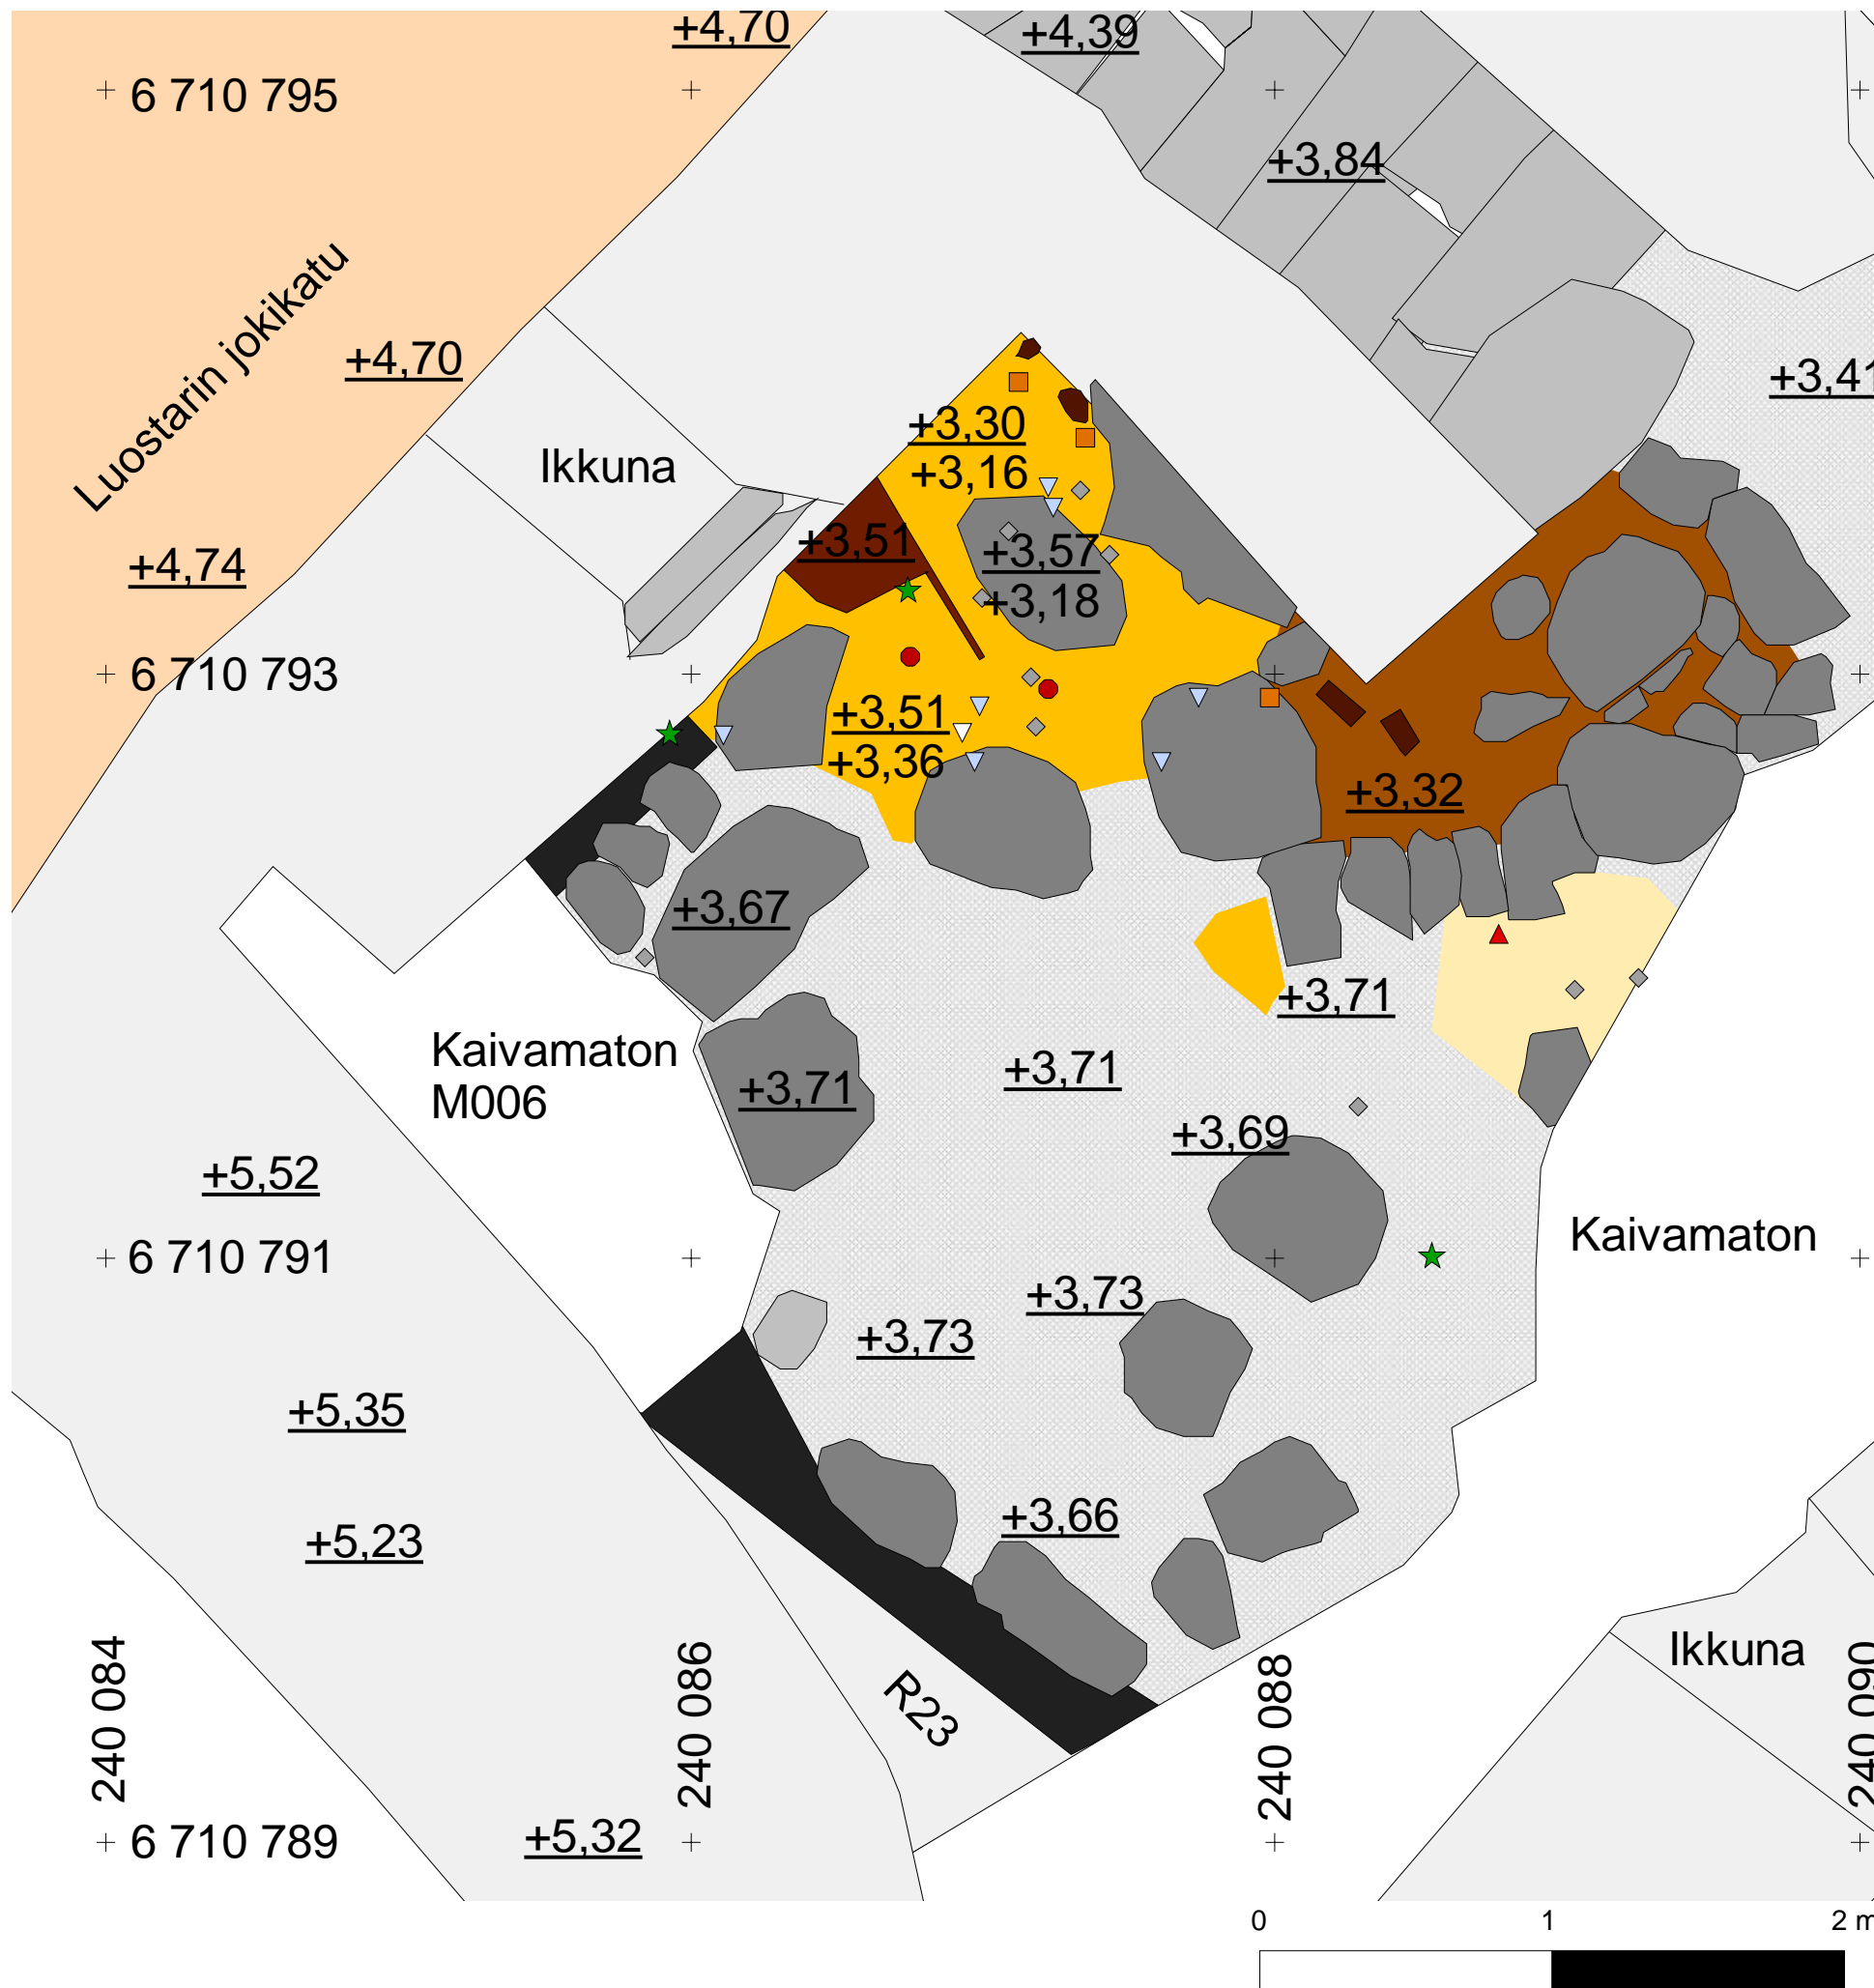 +4,70
+4,39
6 710 795
+3,84
Luostarin jokikatu
+4,70
+3,41
Ikkuna
+3,30
+3,16
+3,51
+3,57
+3,18
+4,74
6 710 793
+3,51
+3,36
+3,32
+3,67
+3,71
Kaivamaton
M006
+3,71
+3,71
+3,69
+5,52
6 710 791
Kaivamaton
+3,73
+3,73
+5,35
+3,66
+5,23
R23
Ikkuna
240 084
240 086
240 088
240 090
6 710 789
+5,32
0 1 2 m